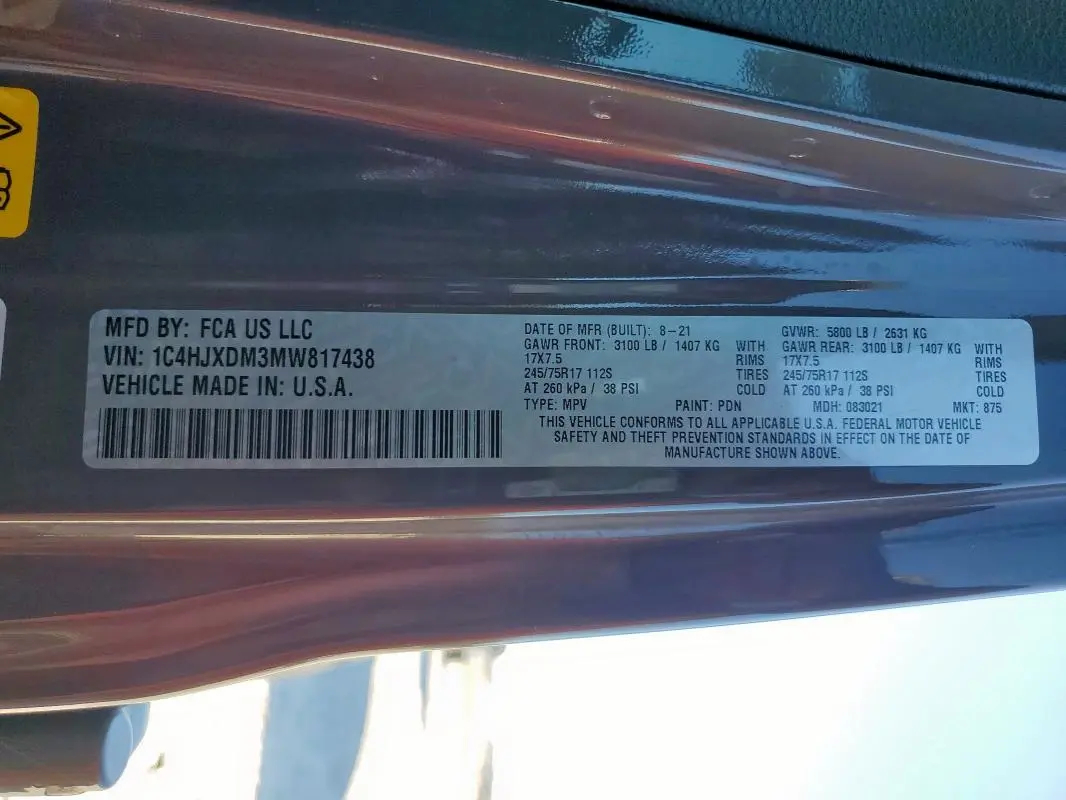 MFD BY: FCA US LLC
VIN: 1C4HJXDM3MW817438
VEHICLE MADE IN: U.S.A.
DATE OF MFR (BUILT): 8-21 GVWR: 5800 LB / 2631 KG
GAWR FRONT: 3100 LB / 1407 KG WITH GAWR REAR: 3100 LB / 1407 KG WITH
17X7.5 RIMS 17X7.5 RIMS
245/75R17 112S TIRES 245/75R17 112S TIRES
AT 260 kPa / 38 PSI COLD AT 260 kPa / 38 PSI COLD
TYPE: MPV PAINT: PDN MDH: 083021 MKT: 875
THIS VEHICLE CONFORMS TO ALL APPLICABLE U.S.A. FEDERAL MOTOR VEHICLE
SAFETY AND THEFT PREVENTION STANDARDS IN EFFECT ON THE DATE OF
MANUFACTURE SHOWN ABOVE.